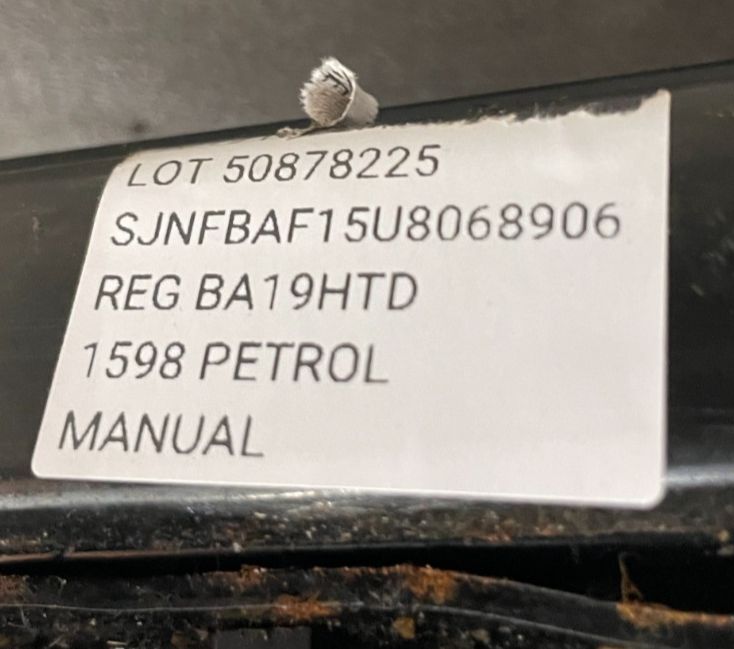 LOT 50878225
SJNFBAF15U8068906
REG BA19HTD
1598 PETROL
MANUAL